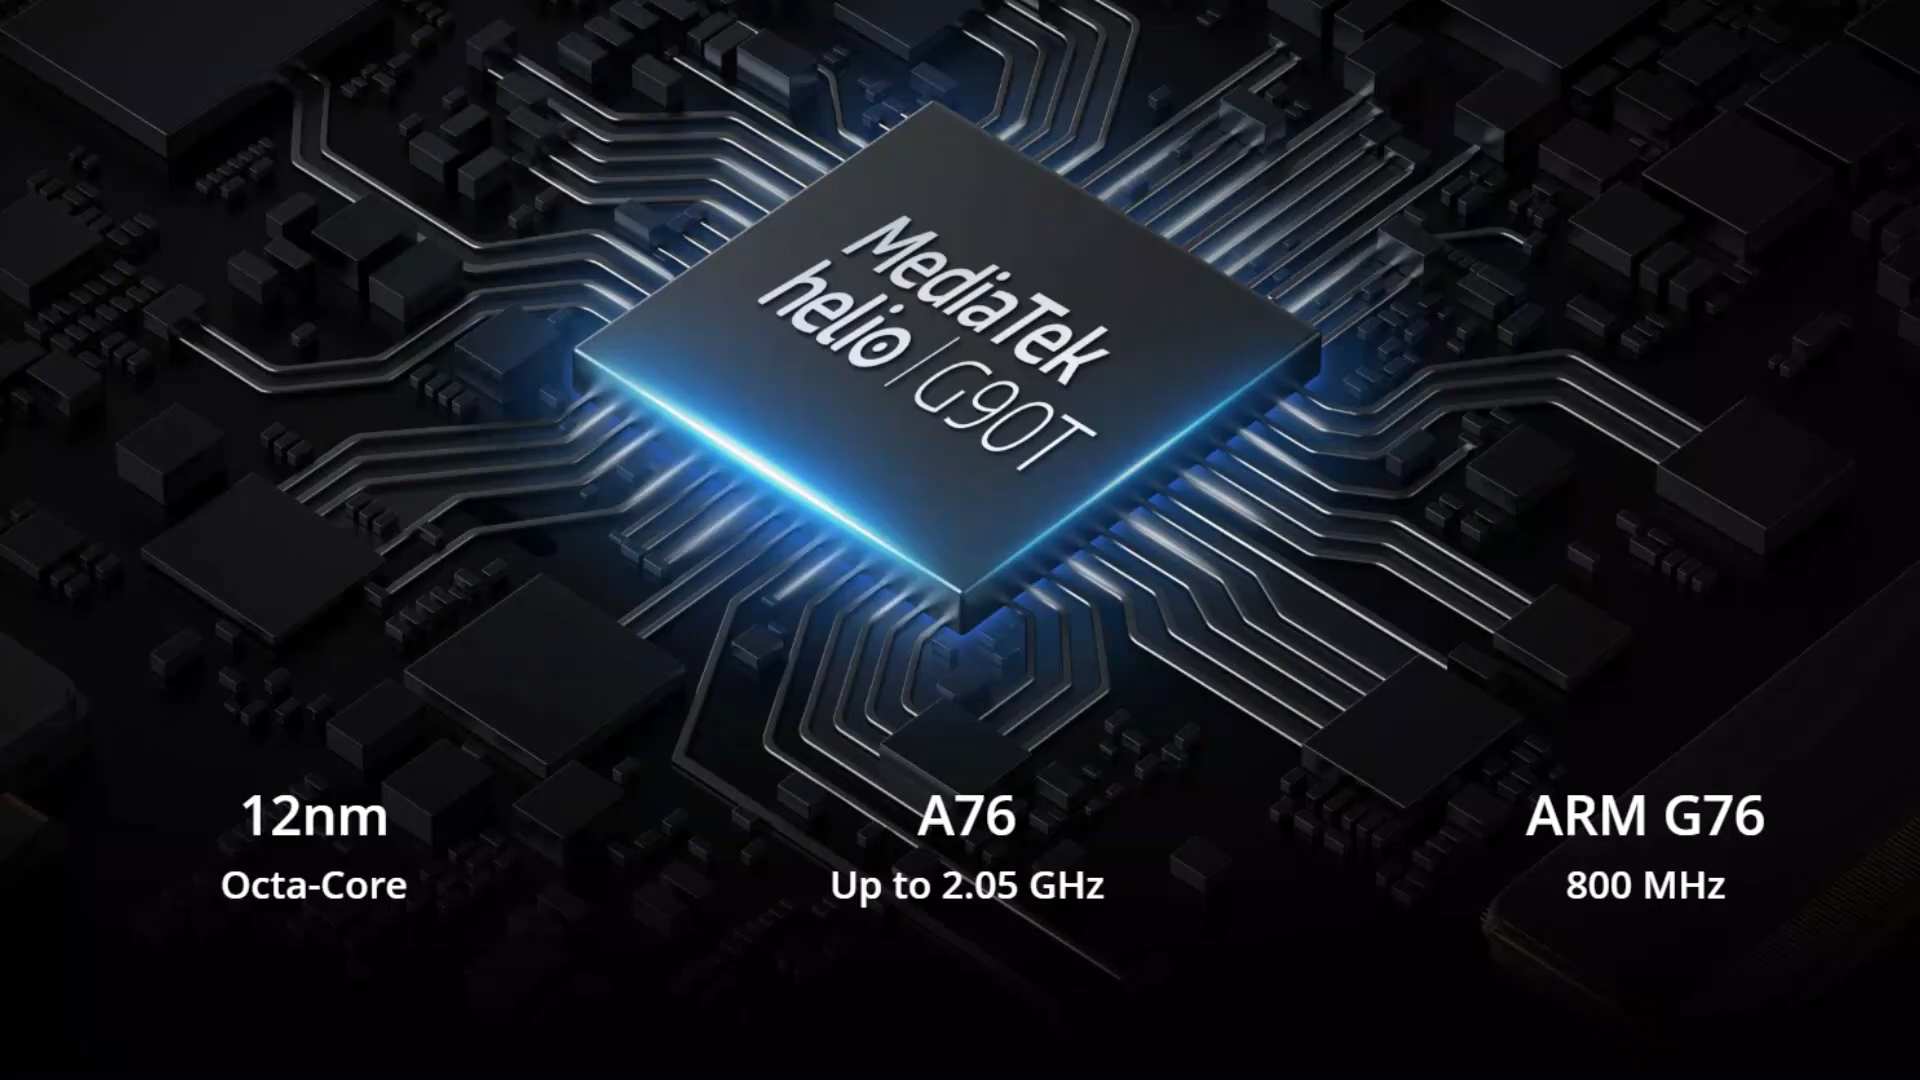 MediaTek
helio | G90T
12nm
Octa-Core
A76
Up to 2.05 GHz
ARM G76
800 MHz